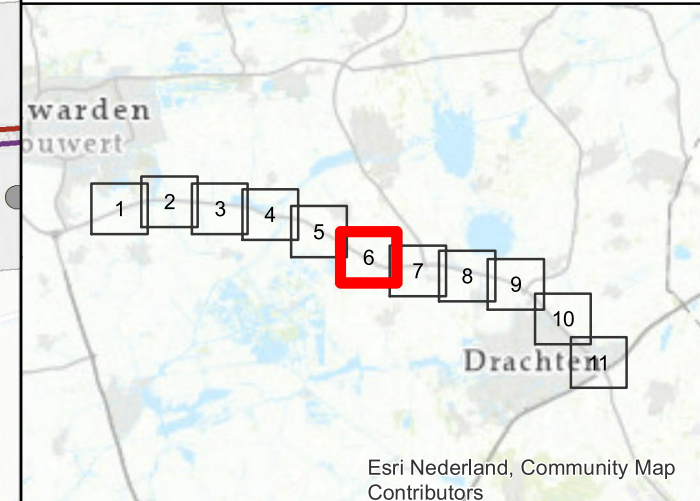 warden
ouwert
1 2 3 4 5 6 7 8 9 10 11
Drachten
Esri Nederland, Community Map
Contributors